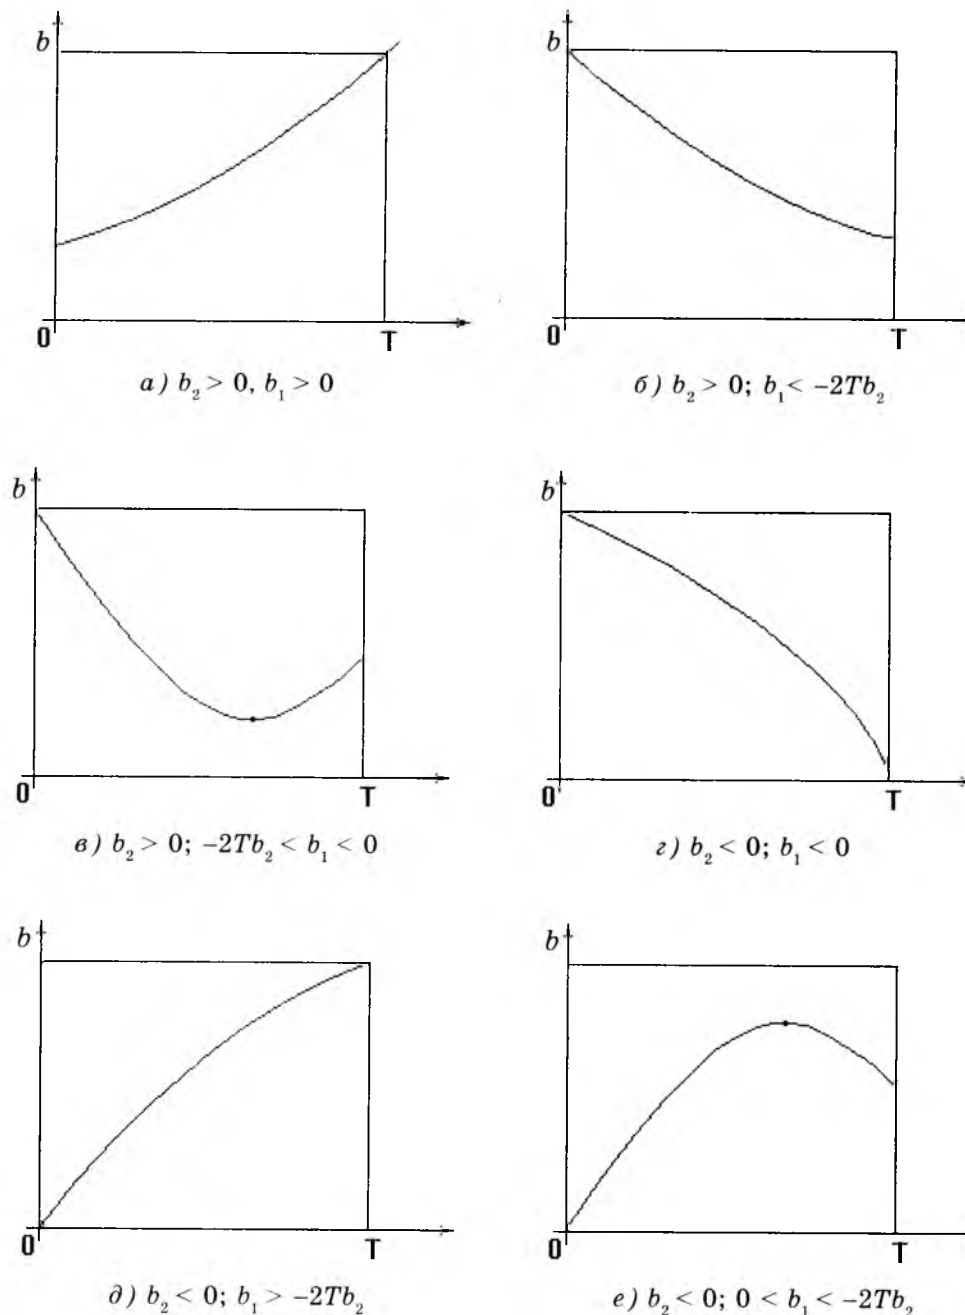 b b
0 T 0 T
а) b₂ > 0, b₁ > 0 б) b₂ > 0; b₁ < −2Tb₂
b b
0 T 0 T
в) b₂ > 0; −2Tb₂ < b₁ < 0 г) b₂ < 0; b₁ < 0
b b
0 T 0 T
д) b₂ < 0; b₁ > −2Tb₂ е) b₂ < 0; 0 < b₁ < −2Tb₂